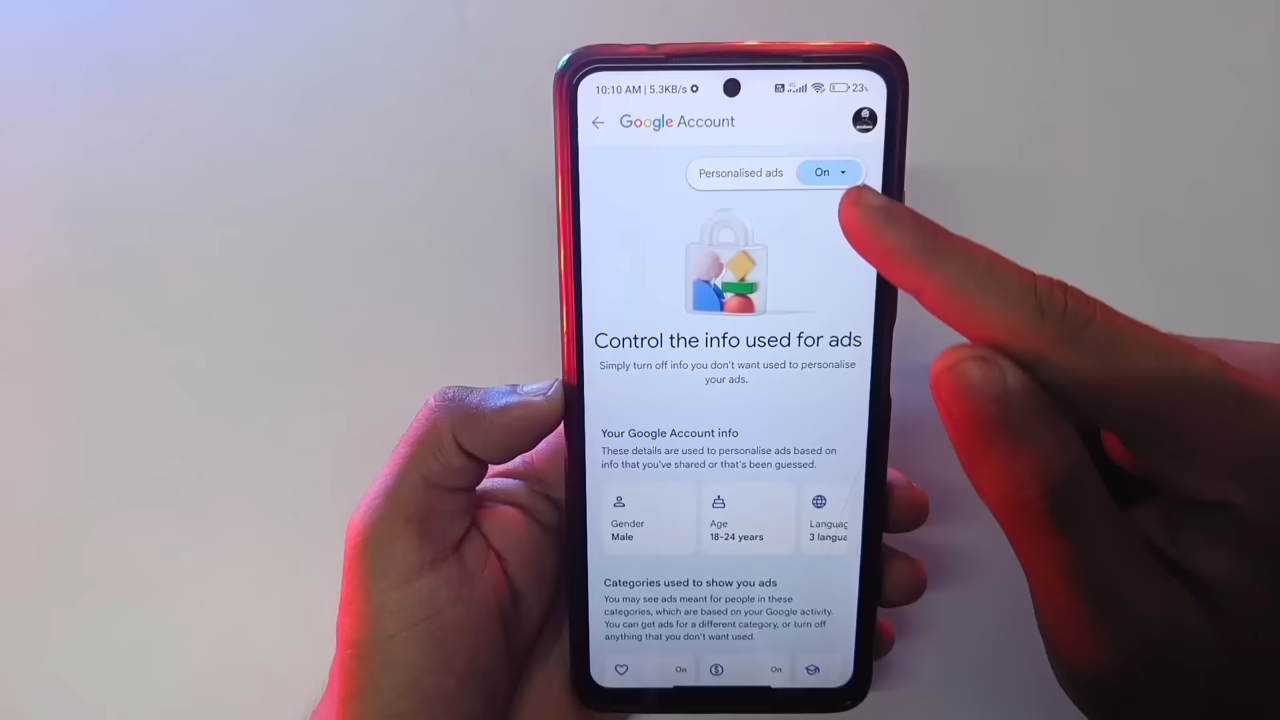 10:10 AM | 5.3KB/s 4G 23%
Google Account
Personalised ads On
Control the info used for ads
Simply turn off info you don't want used to personalise
your ads.
Your Google Account info
These details are used to personalise ads based on
info that you've shared or that's been guessed.
Gender Age Languag
Male 18-24 years 3 langua
Categories used to show you ads
You may see ads meant for people in these
categories, which are based on your Google activity.
You can get ads for a different category, or turn off
anything that you don't want used.
On On